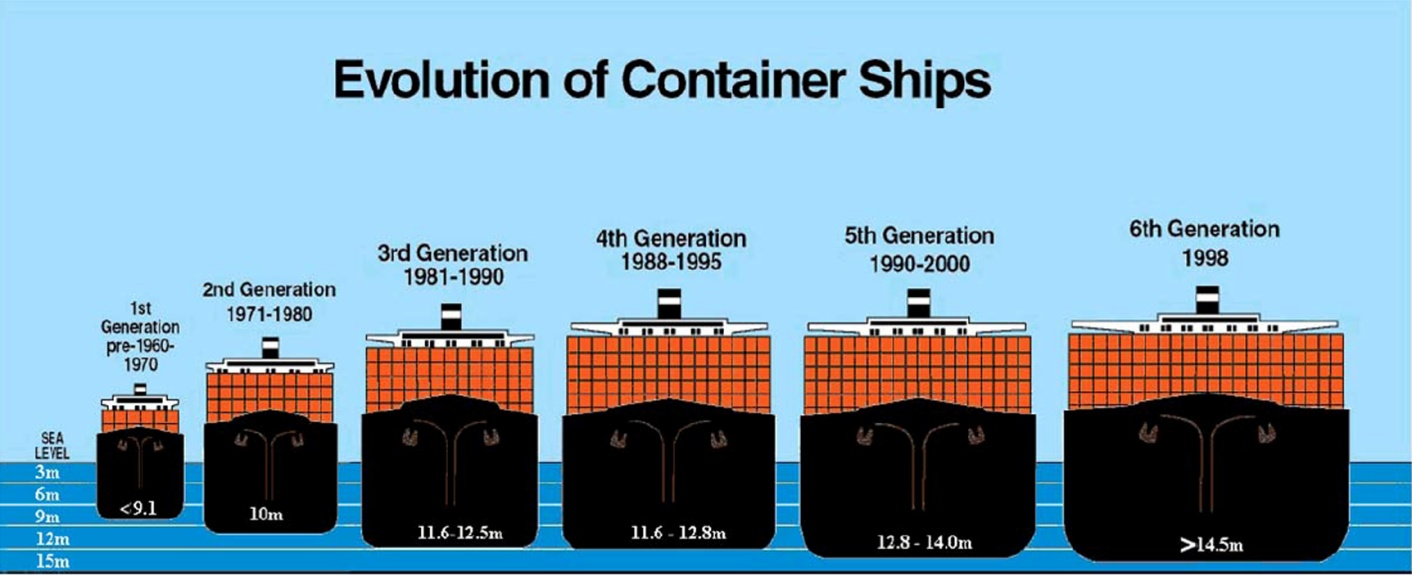 Evolution of Container Ships
1st
Generation
pre-1960-
1970
2nd Generation
1971-1980
3rd Generation
1981-1990
4th Generation
1988-1995
5th Generation
1990-2000
6th Generation
1998
SEA
LEVEL
3m
6m
9m
12m
15m
<9.1
10m
11.6-12.5m
11.6 - 12.8m
12.8 - 14.0m
>14.5m